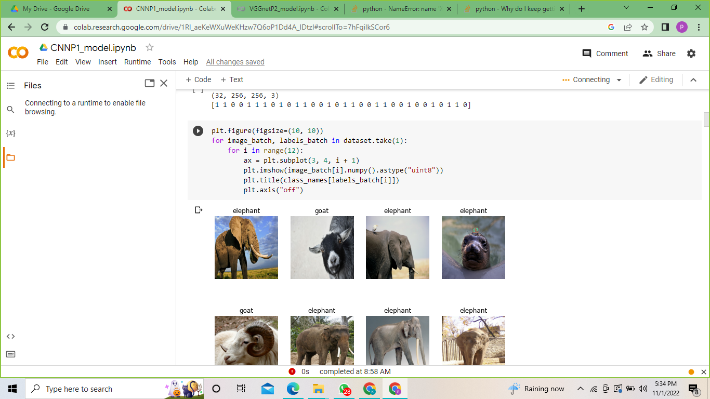 My Drive - Google Drive
CNNP1_model.ipynb - Colab
VGGnetP2_model.ipynb - Co
python - NameError name
python - Why do I keep get
colab.research.google.com/drive/
CNNP1_model.ipynb
File Edit View Insert Runtime Tools Help All changes saved
Comment
Share
P
Files
Connecting to a runtime to enable file
browsing.
{x}
+ Code + Text
Connecting
Editing
(32, 256, 256, 3)
[1 1 0 0 1 1 1 0 1 0 1 1 0 0 1 0 1 1 0 0 1 1 0 0 1 0 0 1 0 1 1 0]
plt.figure(figsize=(10, 10))
for image_batch, labels_batch in dataset.take(1):
for i in range(12):
ax = plt.subplot(3, 4, i + 1)
plt.imshow(image_batch[i].numpy().astype("uint8"))
plt.title(class_names[labels_batch[i]])
plt.axis("off")
elephant goat elephant elephant
goat elephant elephant elephant
0s completed at 8:58 AM
Type here to search
Raining now
5:34 PM
11/1/2022